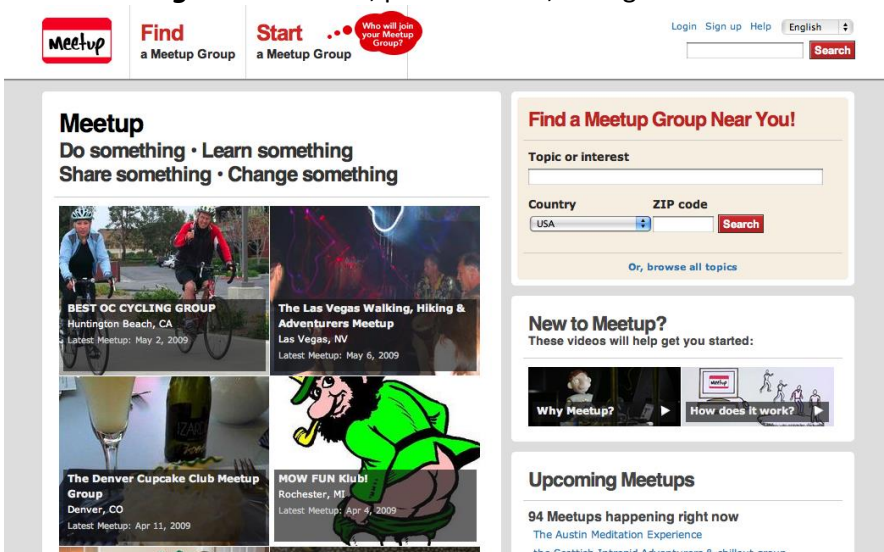 Meetup
Find
a Meetup Group
Start
a Meetup Group
Who will join
your Meetup
Group?
Login Sign up Help English
Search
Meetup
Do something • Learn something
Share something • Change something
BEST OC CYCLING GROUP
Huntington Beach, CA
Latest Meetup: May 2, 2009
The Las Vegas Walking, Hiking &
Adventurers Meetup
Las Vegas, NV
Latest Meetup: May 6, 2009
The Denver Cupcake Club Meetup
Group
Denver, CO
Latest Meetup: Apr 11, 2009
MOW FUN Klub!
Rochester, MI
Latest Meetup: Apr 4, 2009
Find a Meetup Group Near You!
Topic or interest
Country ZIP code
USA Search
Or, browse all topics
New to Meetup?
These videos will help get you started:
Why Meetup?
How does it work?
Upcoming Meetups
94 Meetups happening right now
The Austin Meditation Experience
the Scottish Intrepid Adventurers & chillout group